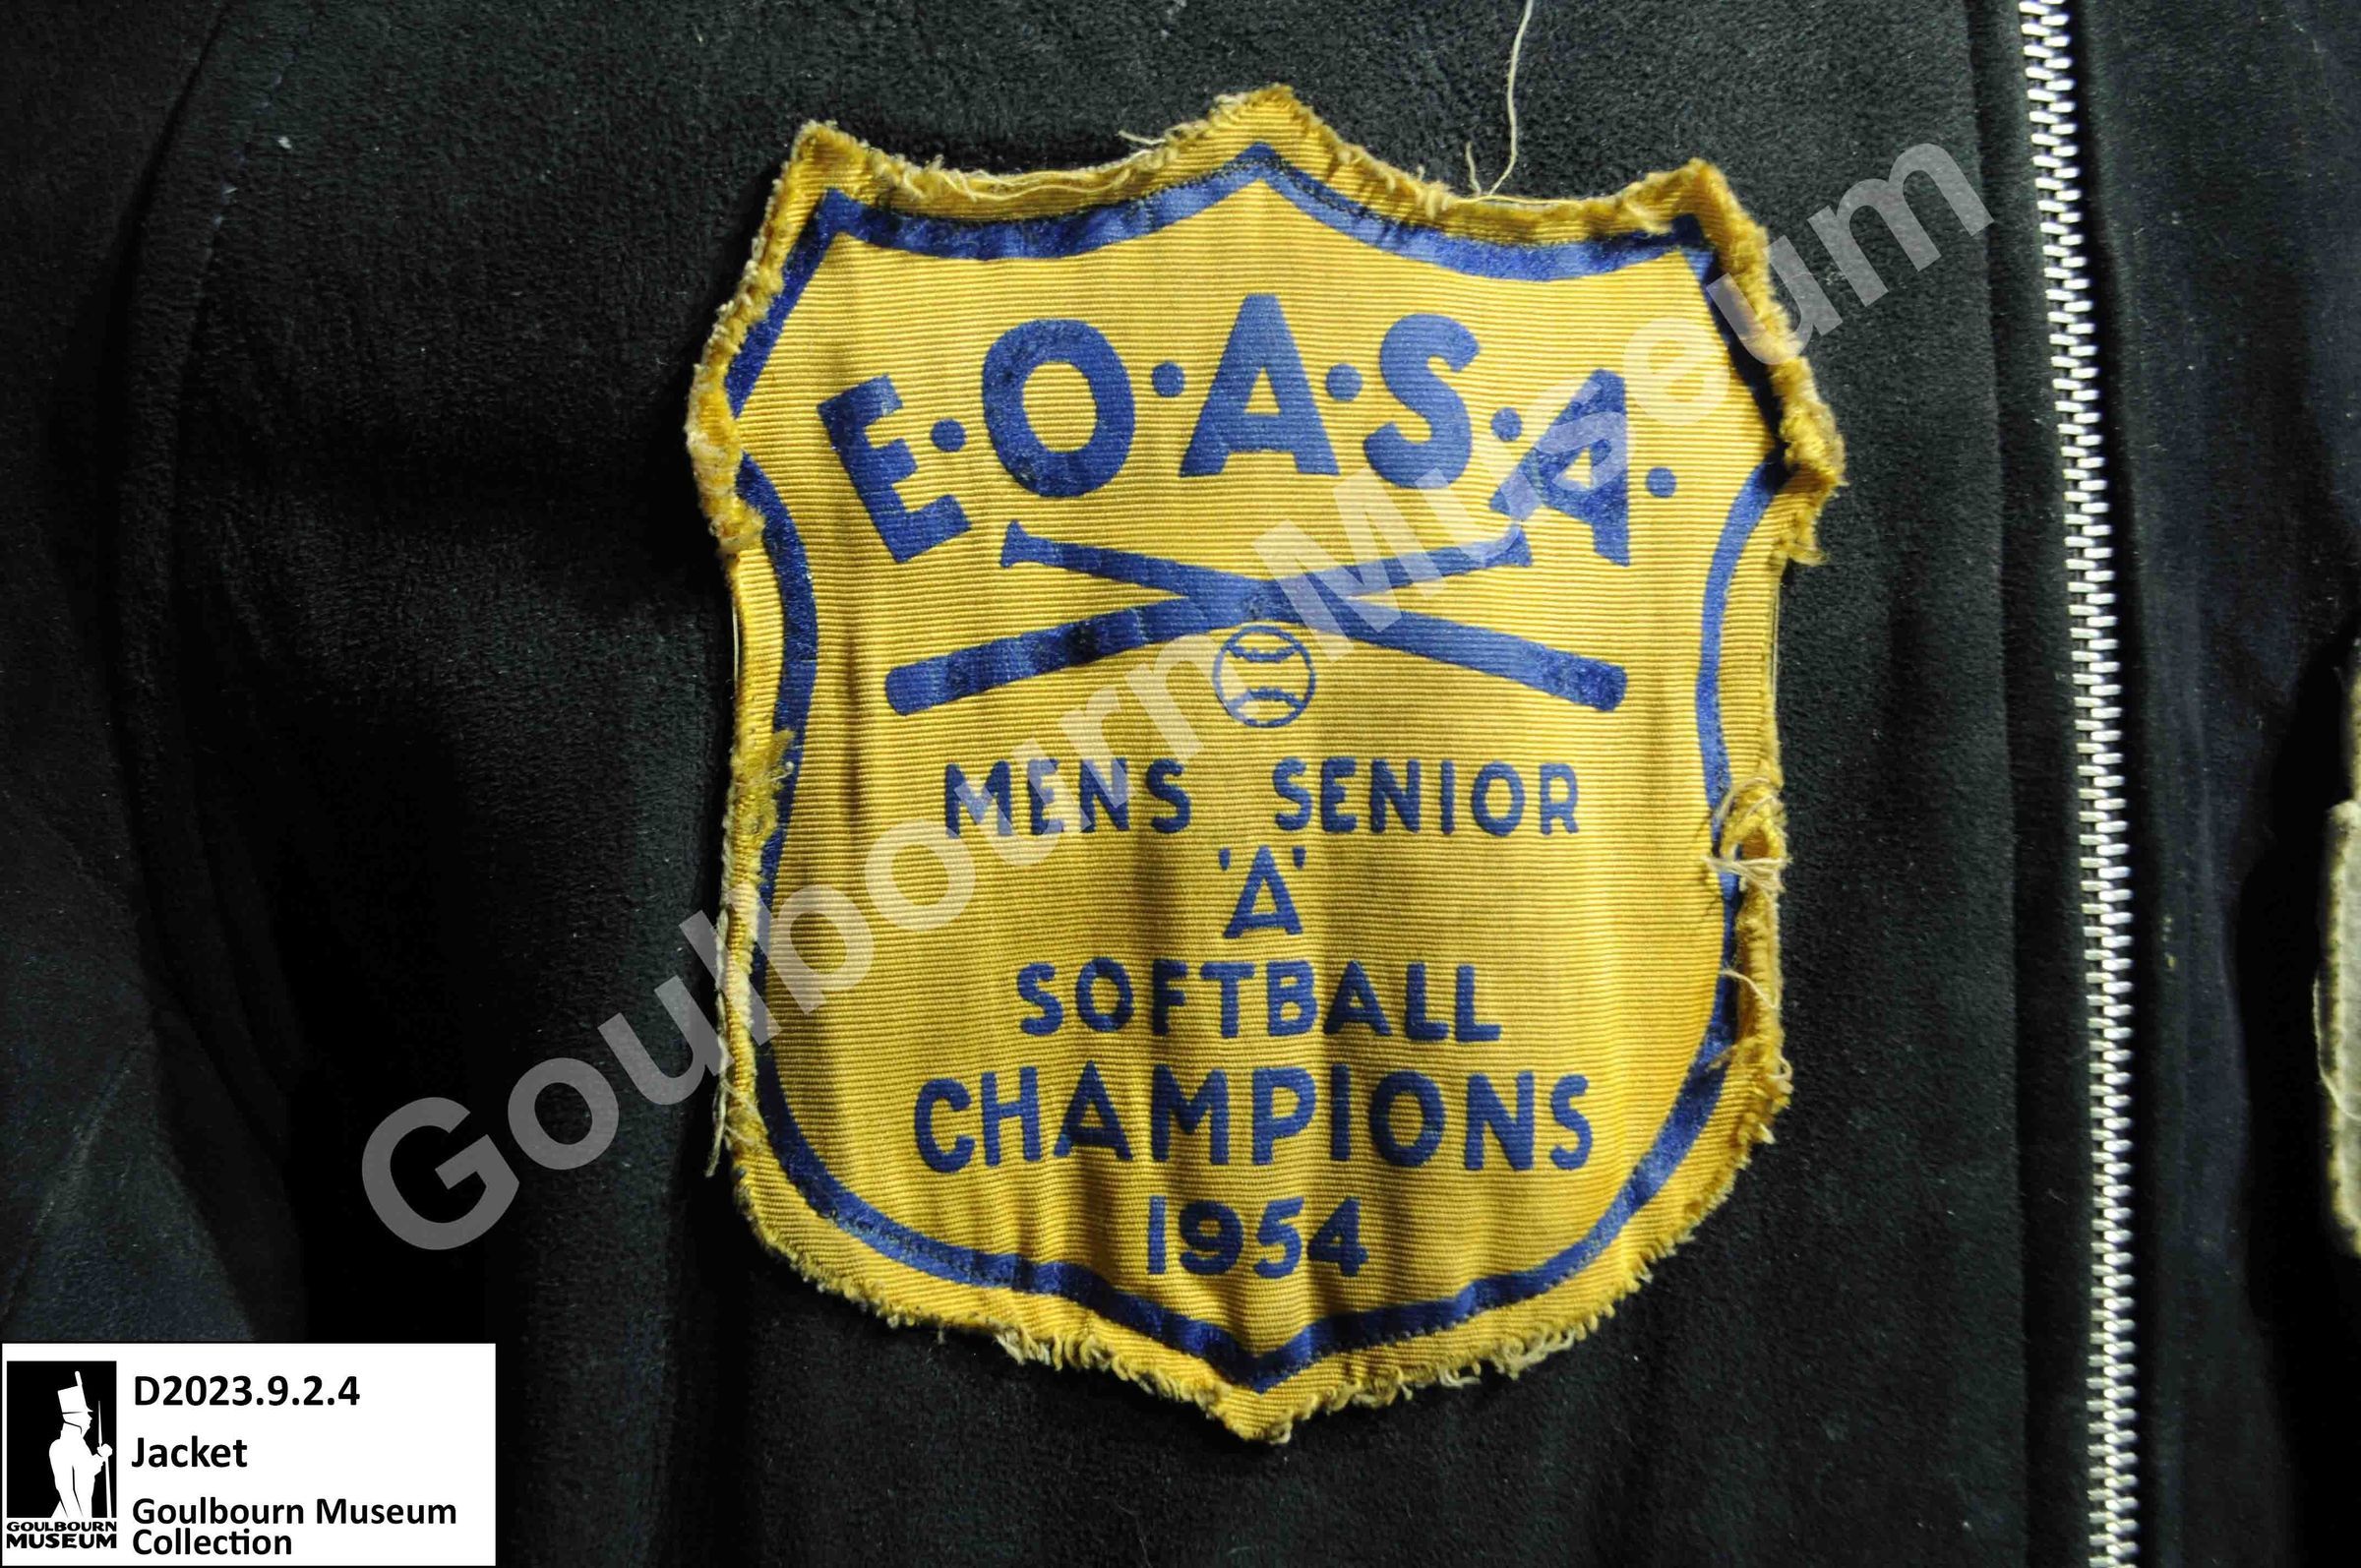 E·O·A·S·A·
MENS SENIOR
'A'
SOFTBALL
CHAMPIONS
1954
Goulbourn Museum
D2023.9.2.4
Jacket
Goulbourn Museum
Collection
GOULBOURN
MUSEUM